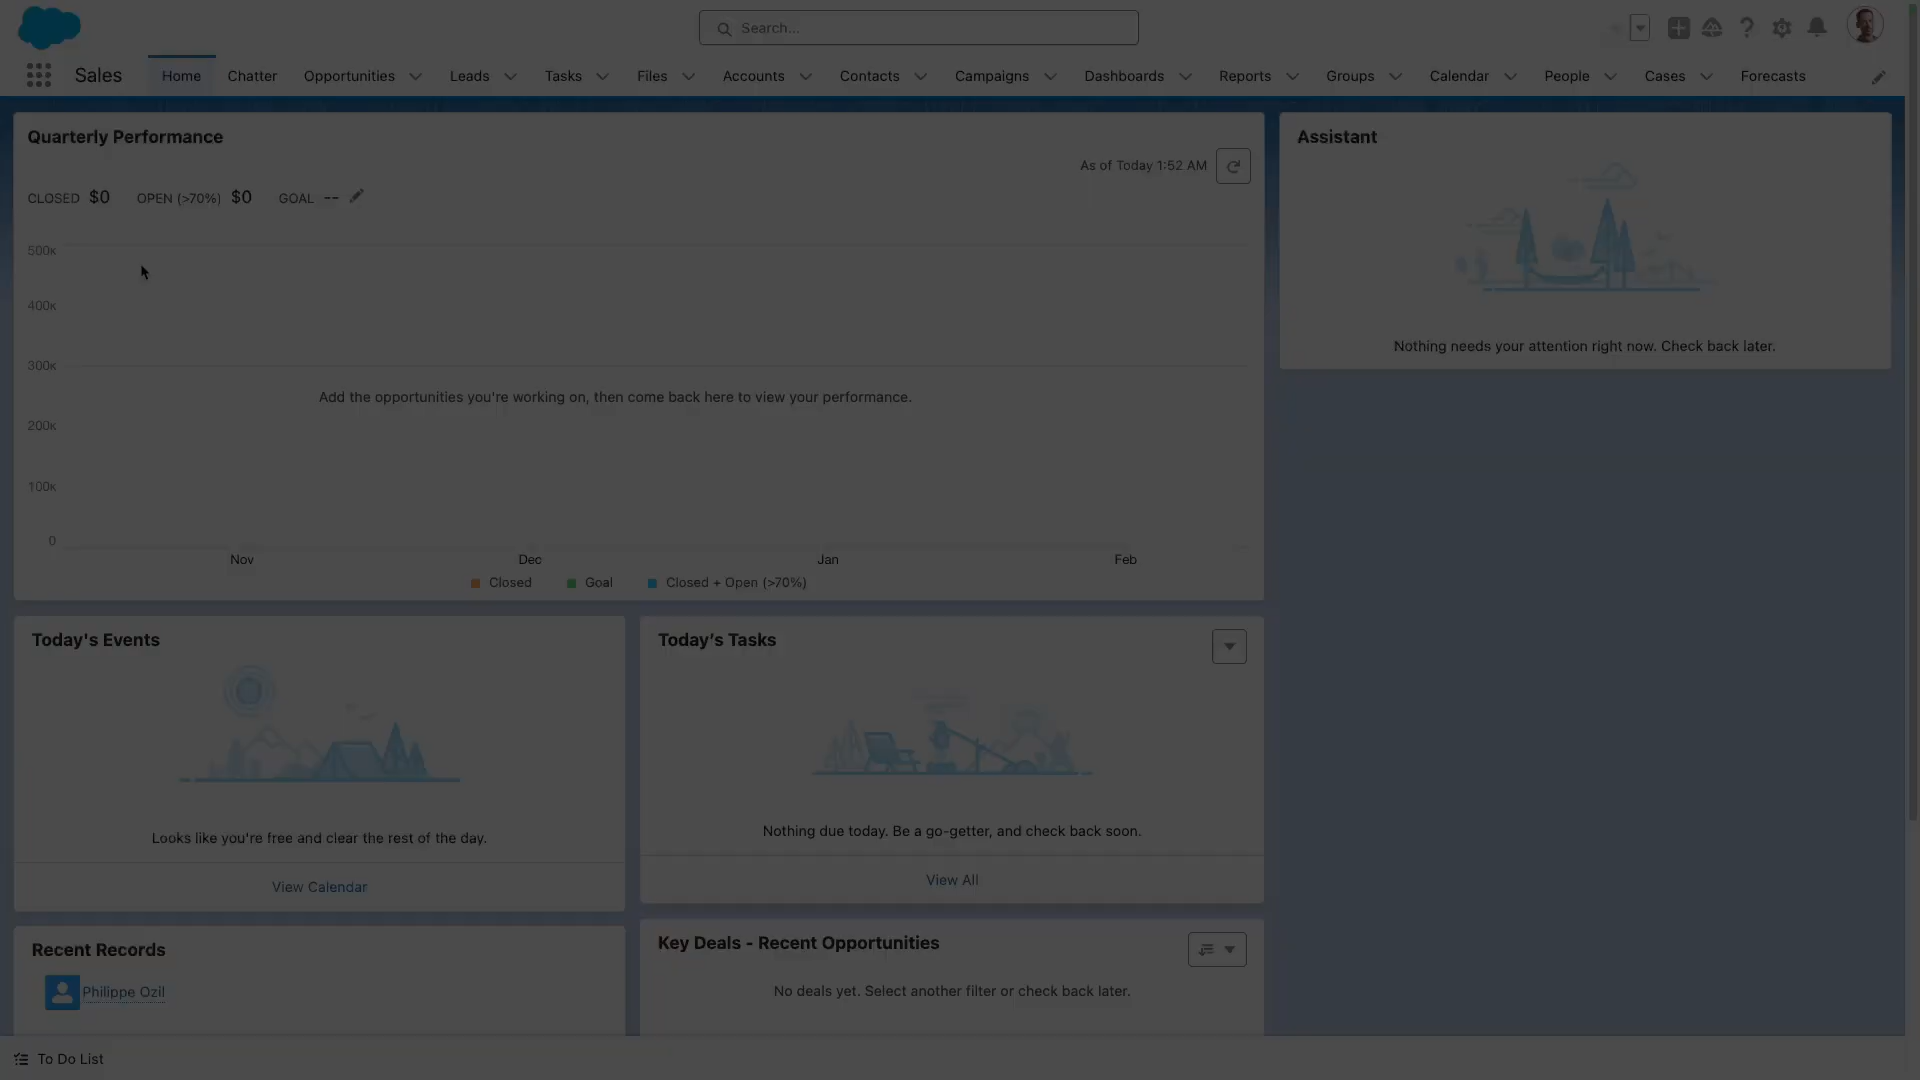 Search...
Sales
Home
Chatter
Opportunities
Leads
Tasks
Files
Accounts
Contacts
Campaigns
Dashboards
Reports
Groups
Calendar
People
Cases
Forecasts
Quarterly Performance
As of Today 1:52 AM
CLOSED $0 OPEN (>70%) $0 GOAL --
500K
400K
300K
Add the opportunities you're working on, then come back here to view your performance.
200K
100K
0
Nov Dec Jan Feb
Closed Goal Closed + Open (>70%)
Assistant
Nothing needs your attention right now. Check back later.
Today's Events
Looks like you're free and clear the rest of the day.
View Calendar
Today’s Tasks
Nothing due today. Be a go-getter, and check back soon.
View All
Recent Records
Philippe Ozil
Key Deals - Recent Opportunities
No deals yet. Select another filter or check back later.
To Do List